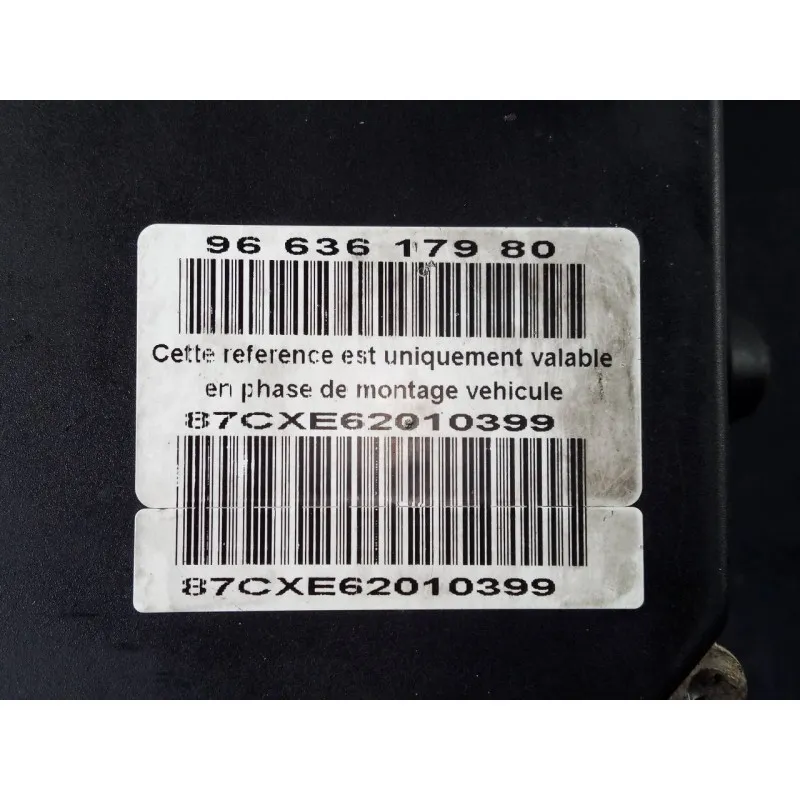 96 636 179 80
Cette reference est uniquement valable
en phase de montage vehicule
87CXE62010399
87CXE62010399